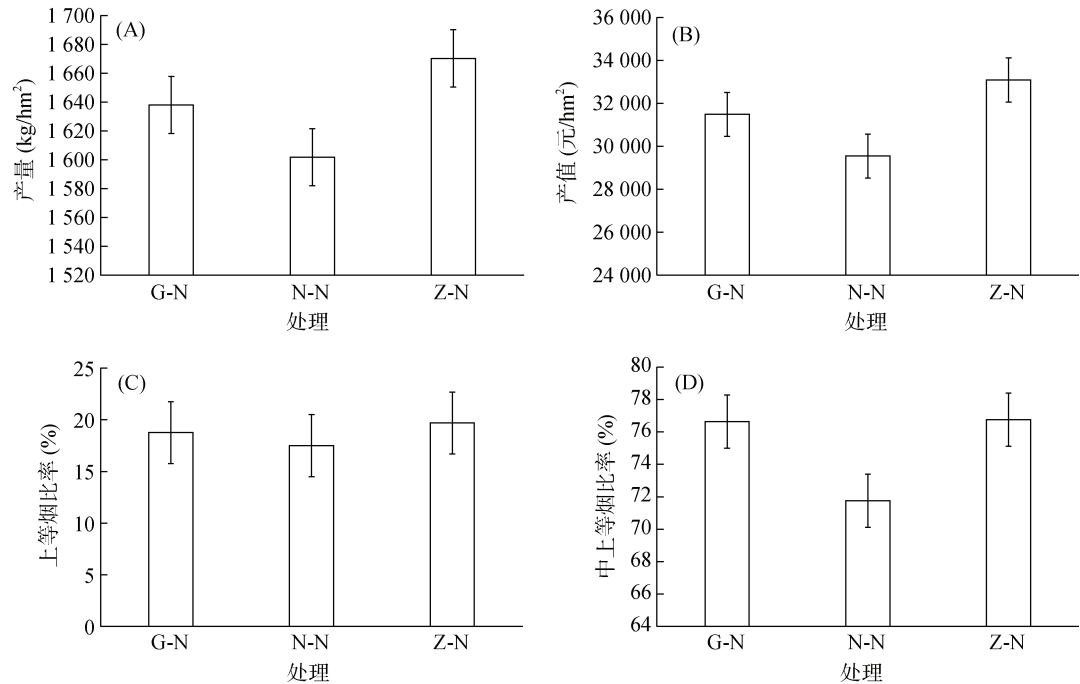 (A)
产量 (kg/hm²)
1 700
1 680
1 660
1 640
1 620
1 600
1 580
1 560
1 540
1 520
G-N N-N Z-N
处理
(B)
产值 (元/hm²)
36 000
34 000
32 000
30 000
28 000
26 000
24 000
G-N N-N Z-N
处理
(C)
上等烟比率 (%)
25
20
15
10
5
0
G-N N-N Z-N
处理
(D)
中上等烟比率 (%)
80
78
76
74
72
70
68
66
64
G-N N-N Z-N
处理